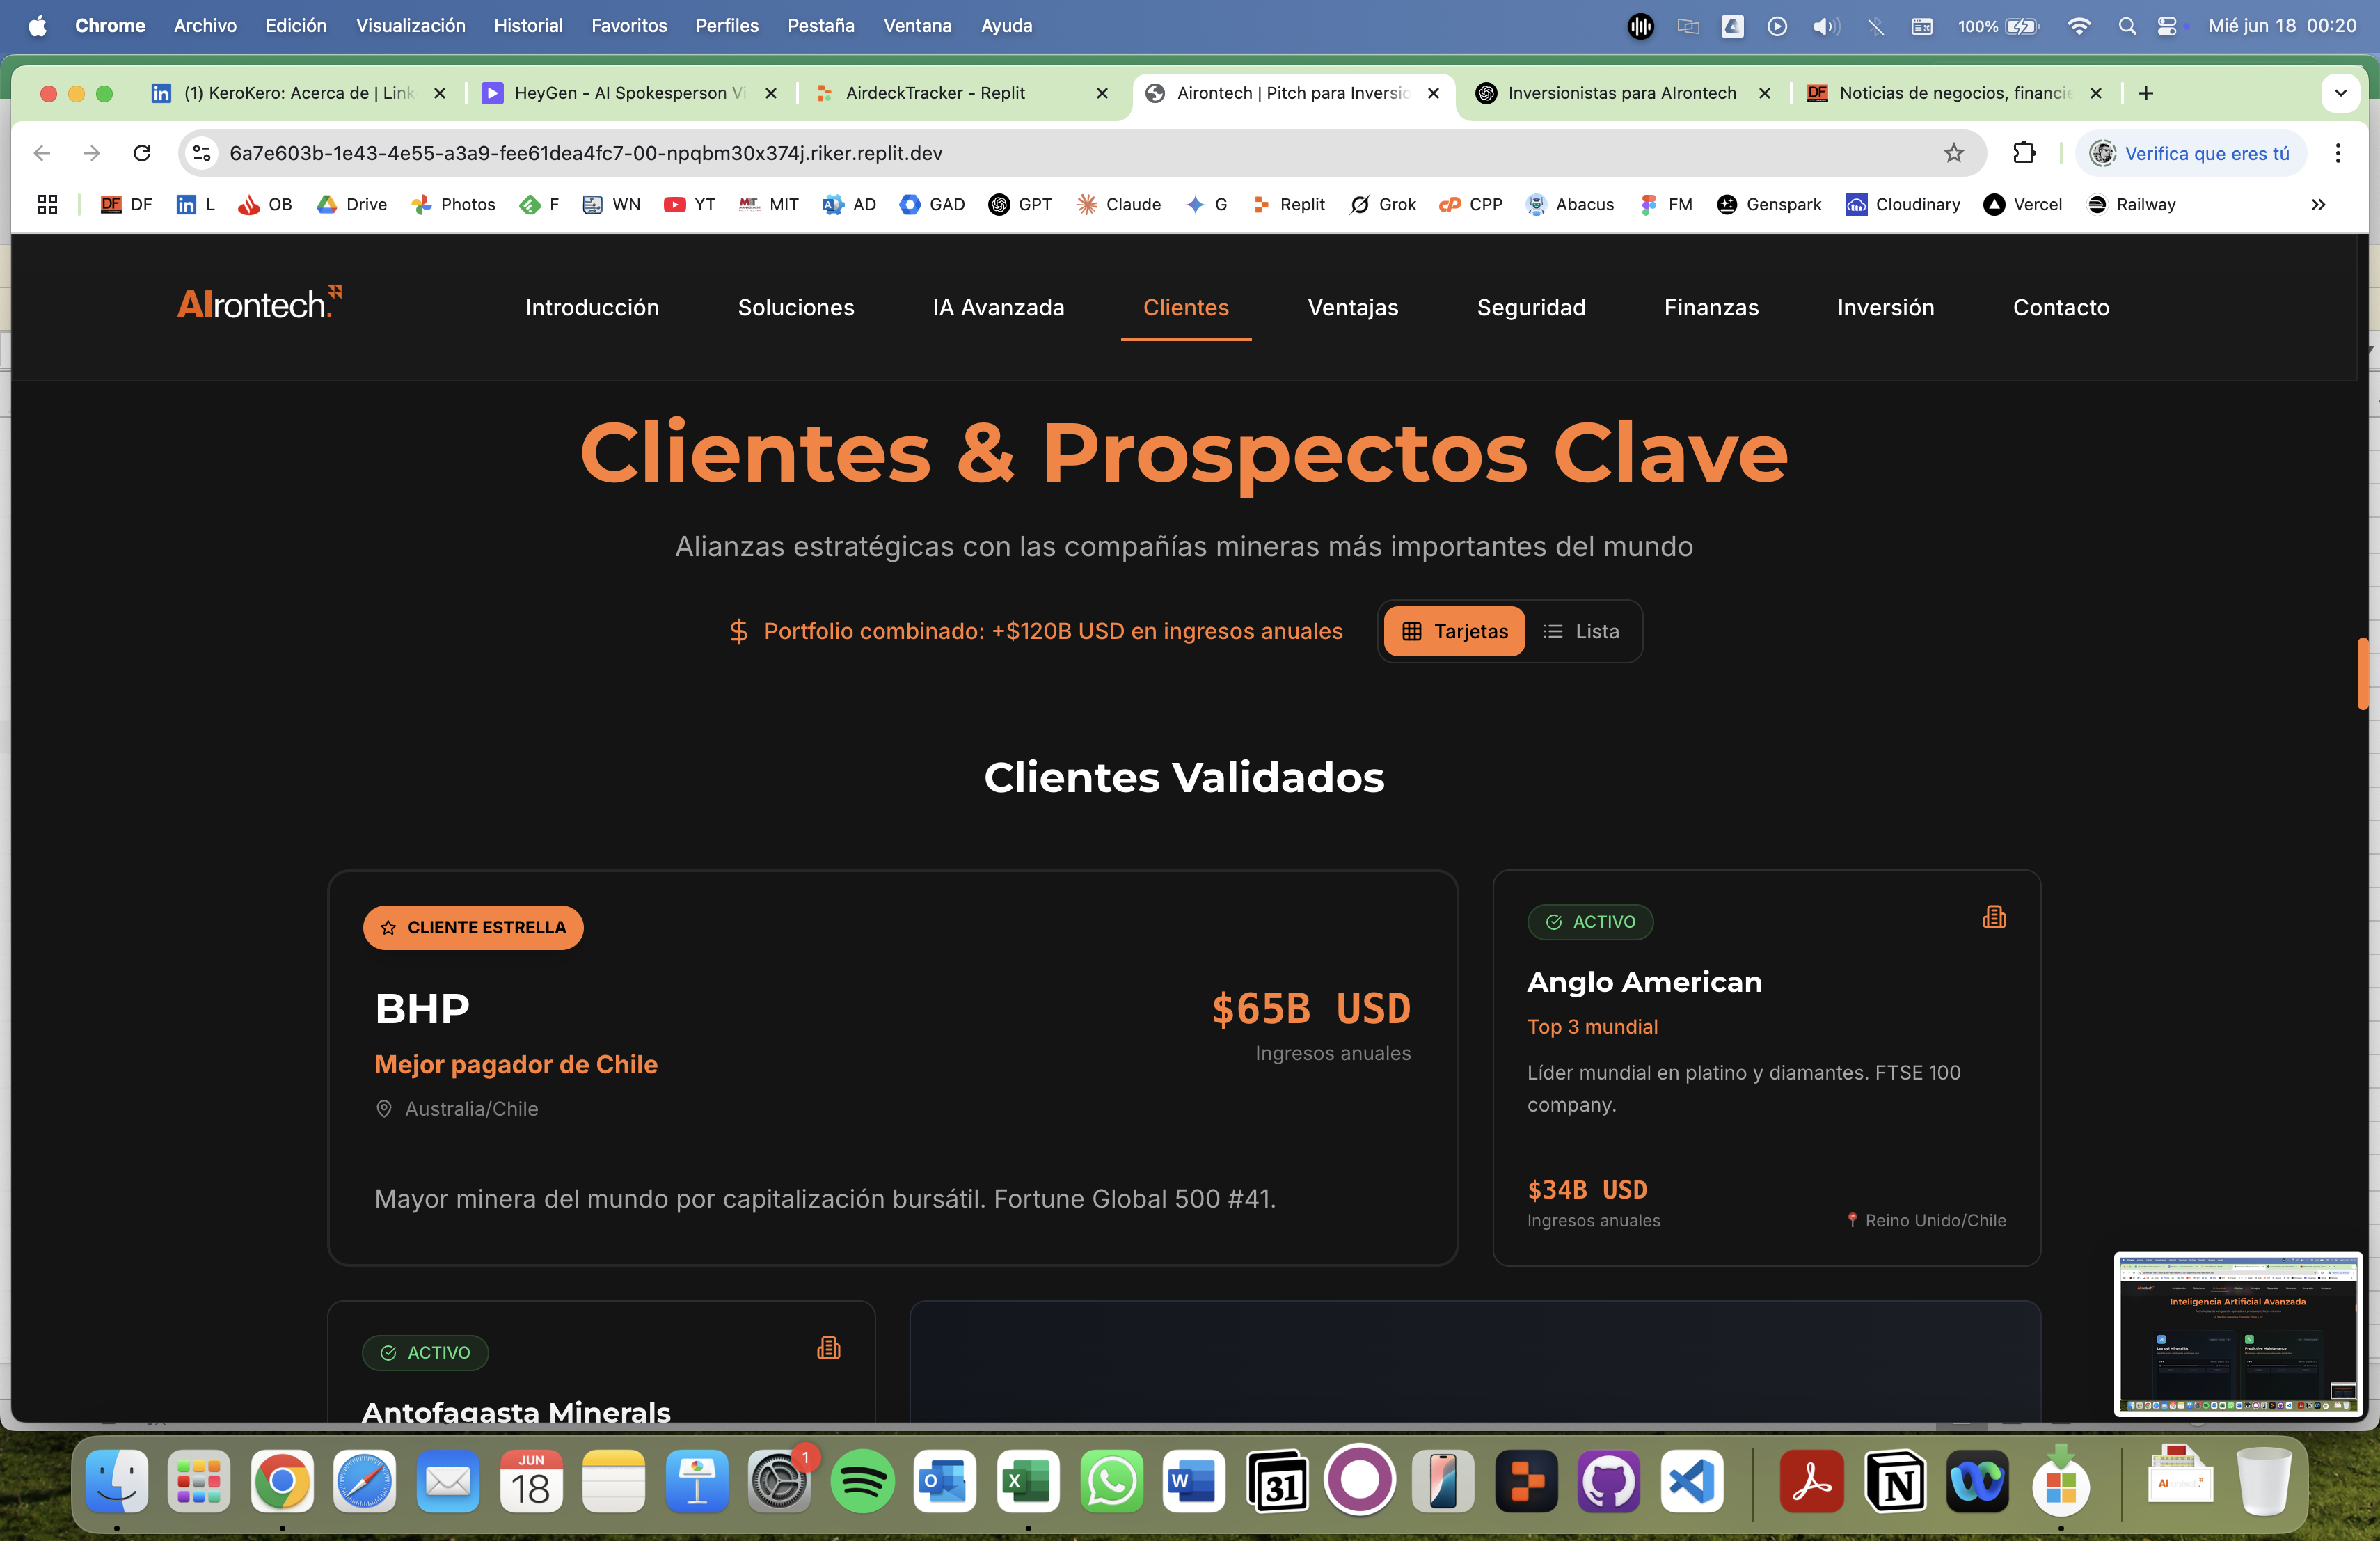 Chrome Archivo Edición Visualización Historial Favoritos Perfiles Pestaña Ventana Ayuda 100% Mié jun 18 00:20
(1) KeroKero: Acerca de | Link HeyGen - AI Spokesperson Vi AirdeckTracker - Replit Airontech | Pitch para Inversio Inversionistas para AIrontech DF Noticias de negocios, financie
6a7e603b-1e43-4e55-a3a9-fee61dea4fc7-00-npqbm30x374j.riker.replit.dev Verifica que eres tú
DF L OB Drive Photos F WN YT MIT AD GAD GPT Claude G Replit Grok CPP Abacus FM Genspark Cloudinary Vercel Railway
AIrontech. Introducción Soluciones IA Avanzada Clientes Ventajas Seguridad Finanzas Inversión Contacto
Clientes & Prospectos Clave
Alianzas estratégicas con las compañías mineras más importantes del mundo
Portfolio combinado: +$120B USD en ingresos anuales Tarjetas Lista
Clientes Validados
CLIENTE ESTRELLA
BHP
$65B USD
Mejor pagador de Chile
Ingresos anuales
Australia/Chile
Mayor minera del mundo por capitalización bursátil. Fortune Global 500 #41.
ACTIVO
Anglo American
Top 3 mundial
Líder mundial en platino y diamantes. FTSE 100
company.
$34B USD
Ingresos anuales
Reino Unido/Chile
ACTIVO
Antofagasta Minerals
Inteligencia Artificial Avanzada
Predictive Maintenance
JUN
18
1
31